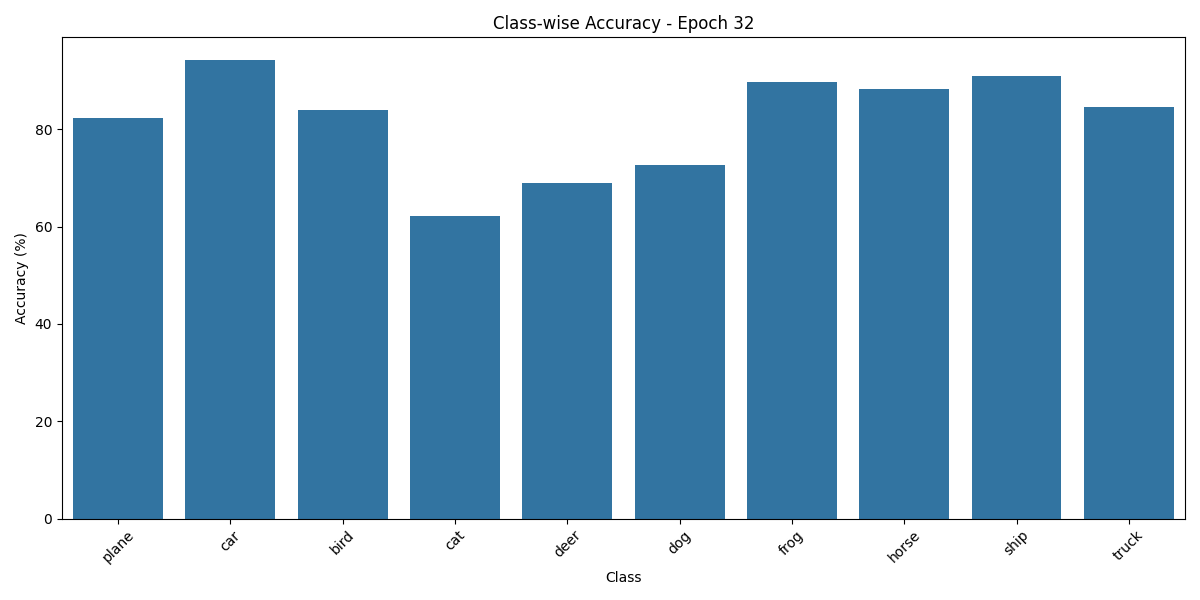 Class-wise Accuracy - Epoch 32
Accuracy (%)
80
60
40
20
0
plane
car
bird
cat
deer
dog
frog
horse
ship
truck
Class